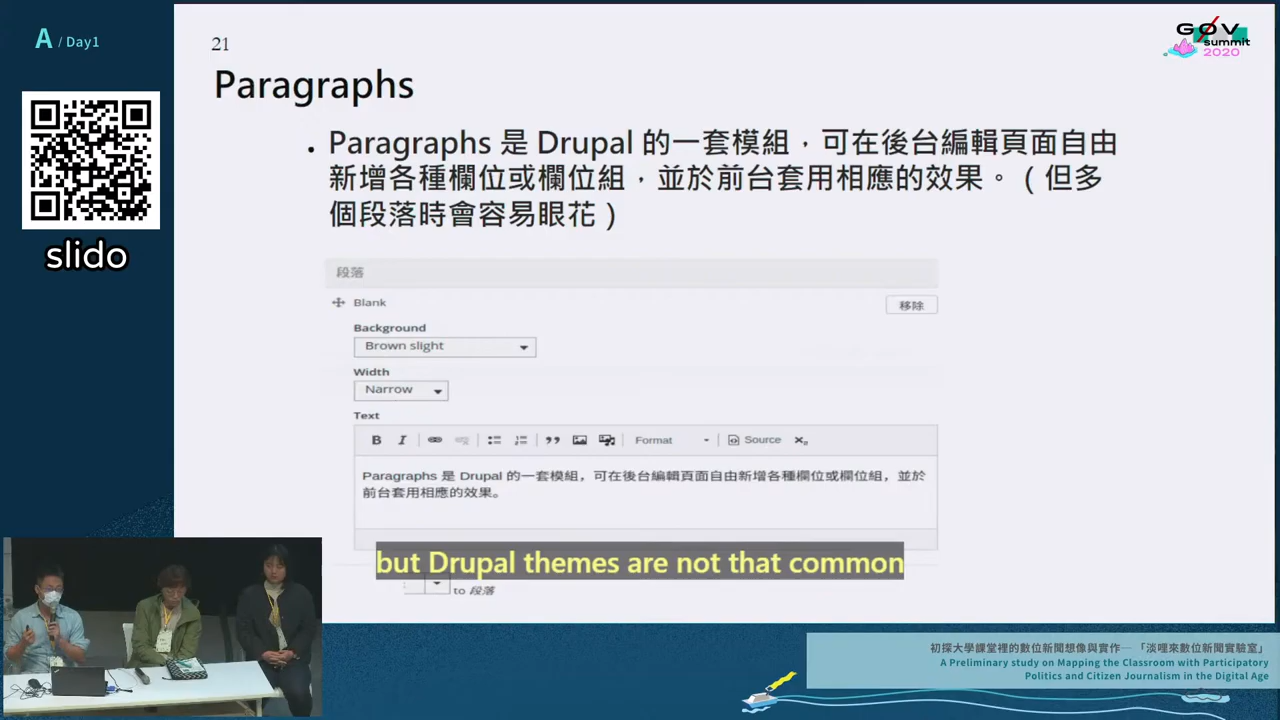 A / Day1
slido
21
GØV
summit
2020
Paragraphs
• Paragraphs 是 Drupal 的一套模組，可在後台編輯頁面自由
新增各種欄位或欄位組，並於前台套用相應的效果。（但多
個段落時會容易眼花）
段落
Blank
移除
Background
Brown slight
Width
Narrow
Text
B I Format Source
Paragraphs 是 Drupal 的一套模組，可在後台編輯頁面自由新增各種欄位或欄位組，並於
前台套用相應的效果。
but Drupal themes are not that common
to 段落
初探大學課堂裡的數位新聞想像與實作─ 「淡哩來數位新聞實驗室」
A Preliminary study on Mapping the Classroom with Participatory
Politics and Citizen Journalism in the Digital Age